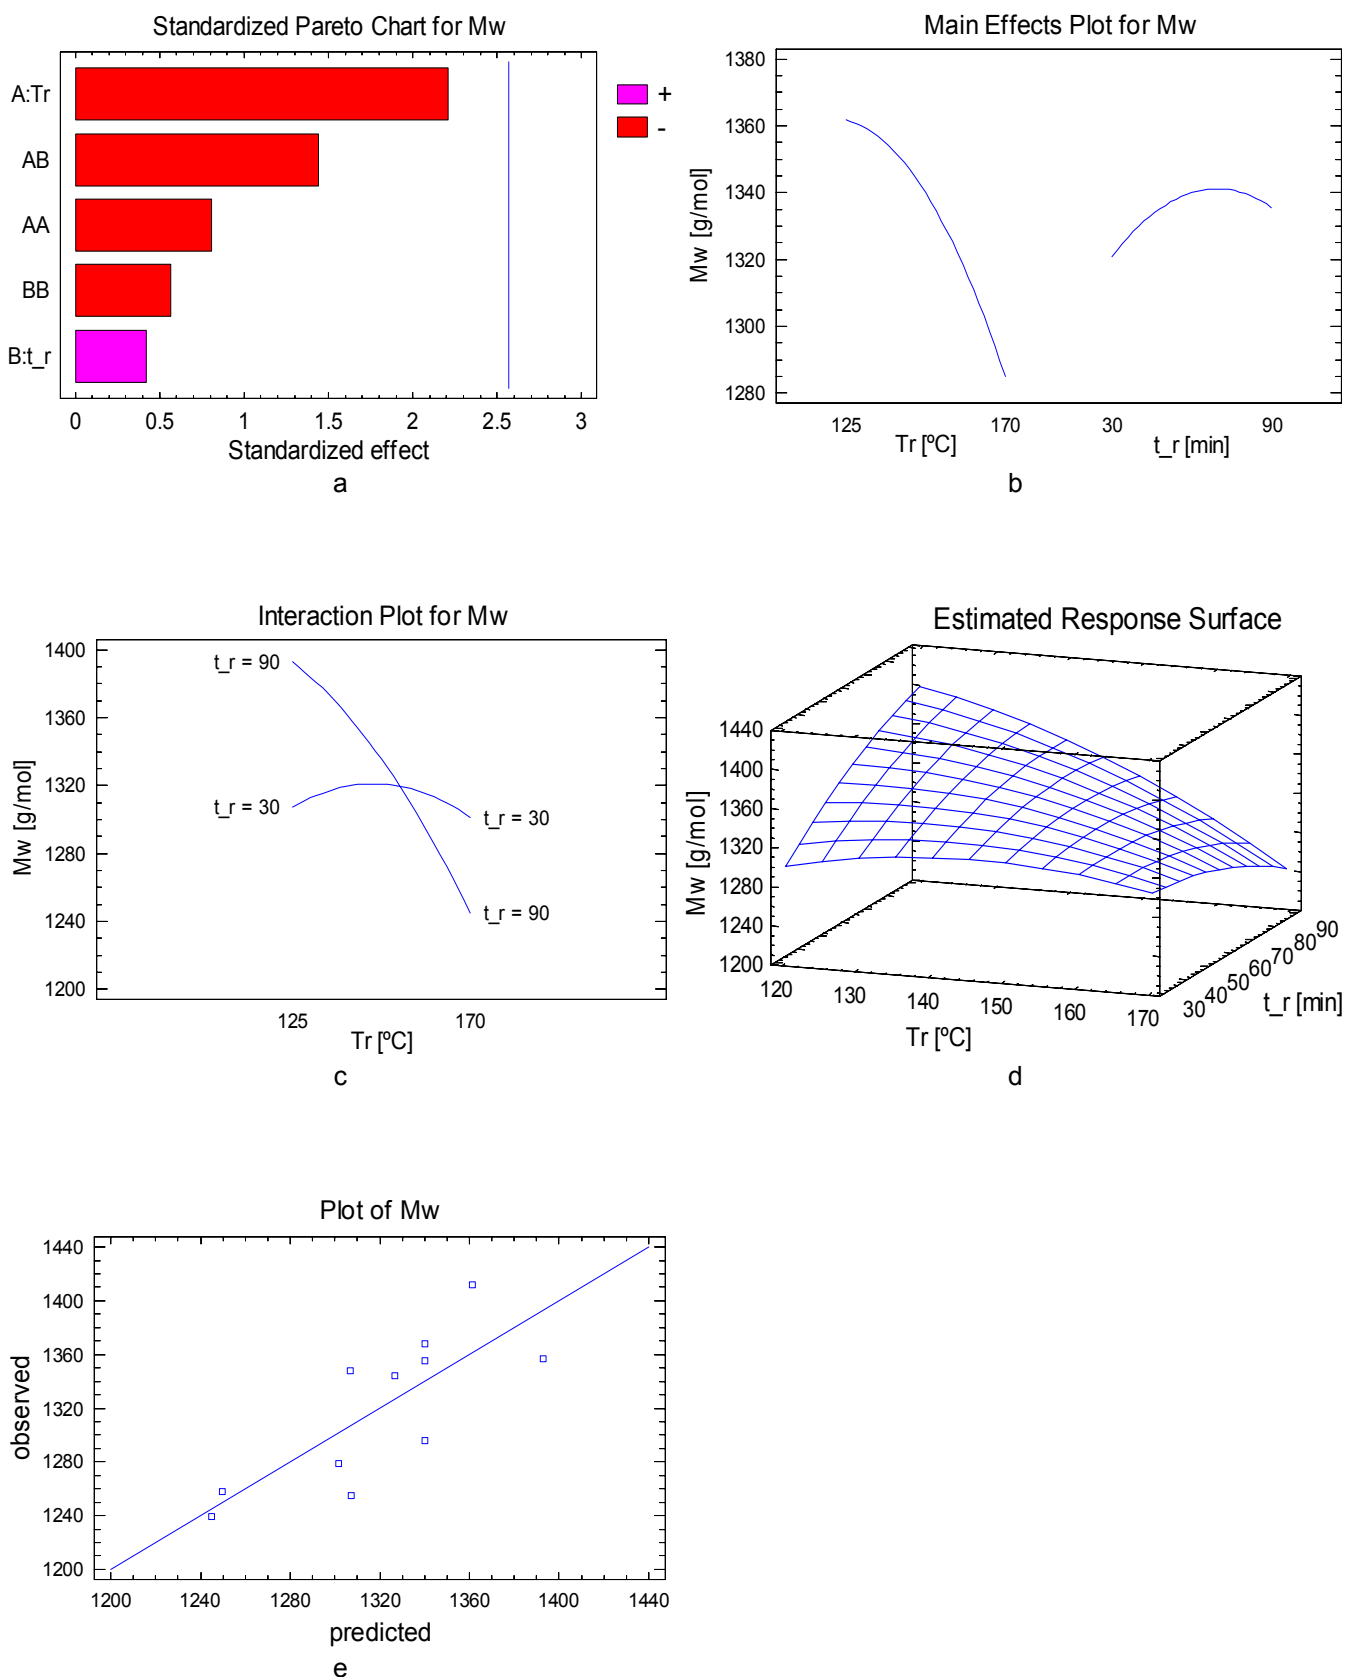 Standardized Pareto Chart for Mw
A:Tr
AB
AA
BB
B:t_r
+
-
0 0.5 1 1.5 2 2.5 3
Standardized effect
a
Main Effects Plot for Mw
Mw [g/mol]
1380
1360
1340
1320
1300
1280
125 170 30 90
Tr [ºC] t_r [min]
b
Interaction Plot for Mw
Mw [g/mol]
1400
1360
1320
1280
1240
1200
t_r = 90
t_r = 30
t_r = 30
t_r = 90
125 170
Tr [ºC]
c
Estimated Response Surface
Mw [g/mol]
1440
1400
1360
1320
1280
1240
1200
120 130 140 150 160 170
Tr [ºC]
30 40 50 60 70 80 90
t_r [min]
d
Plot of Mw
observed
1440
1400
1360
1320
1280
1240
1200
1200 1240 1280 1320 1360 1400 1440
predicted
e